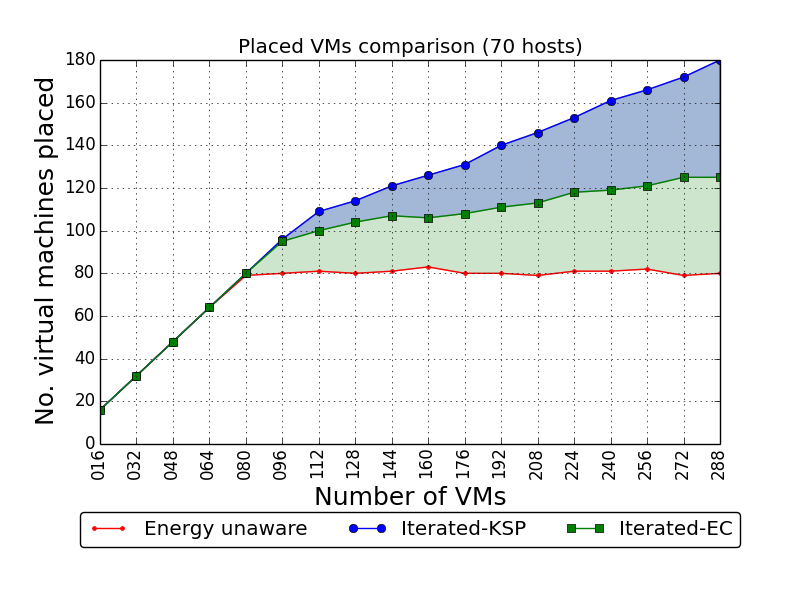 Placed VMs comparison (70 hosts)
No. virtual machines placed
180
160
140
120
100
80
60
40
20
0
016 032 048 064 080 096 112 128 144 160 176 192 208 224 240 256 272 288
Number of VMs
Energy unaware Iterated-KSP Iterated-EC